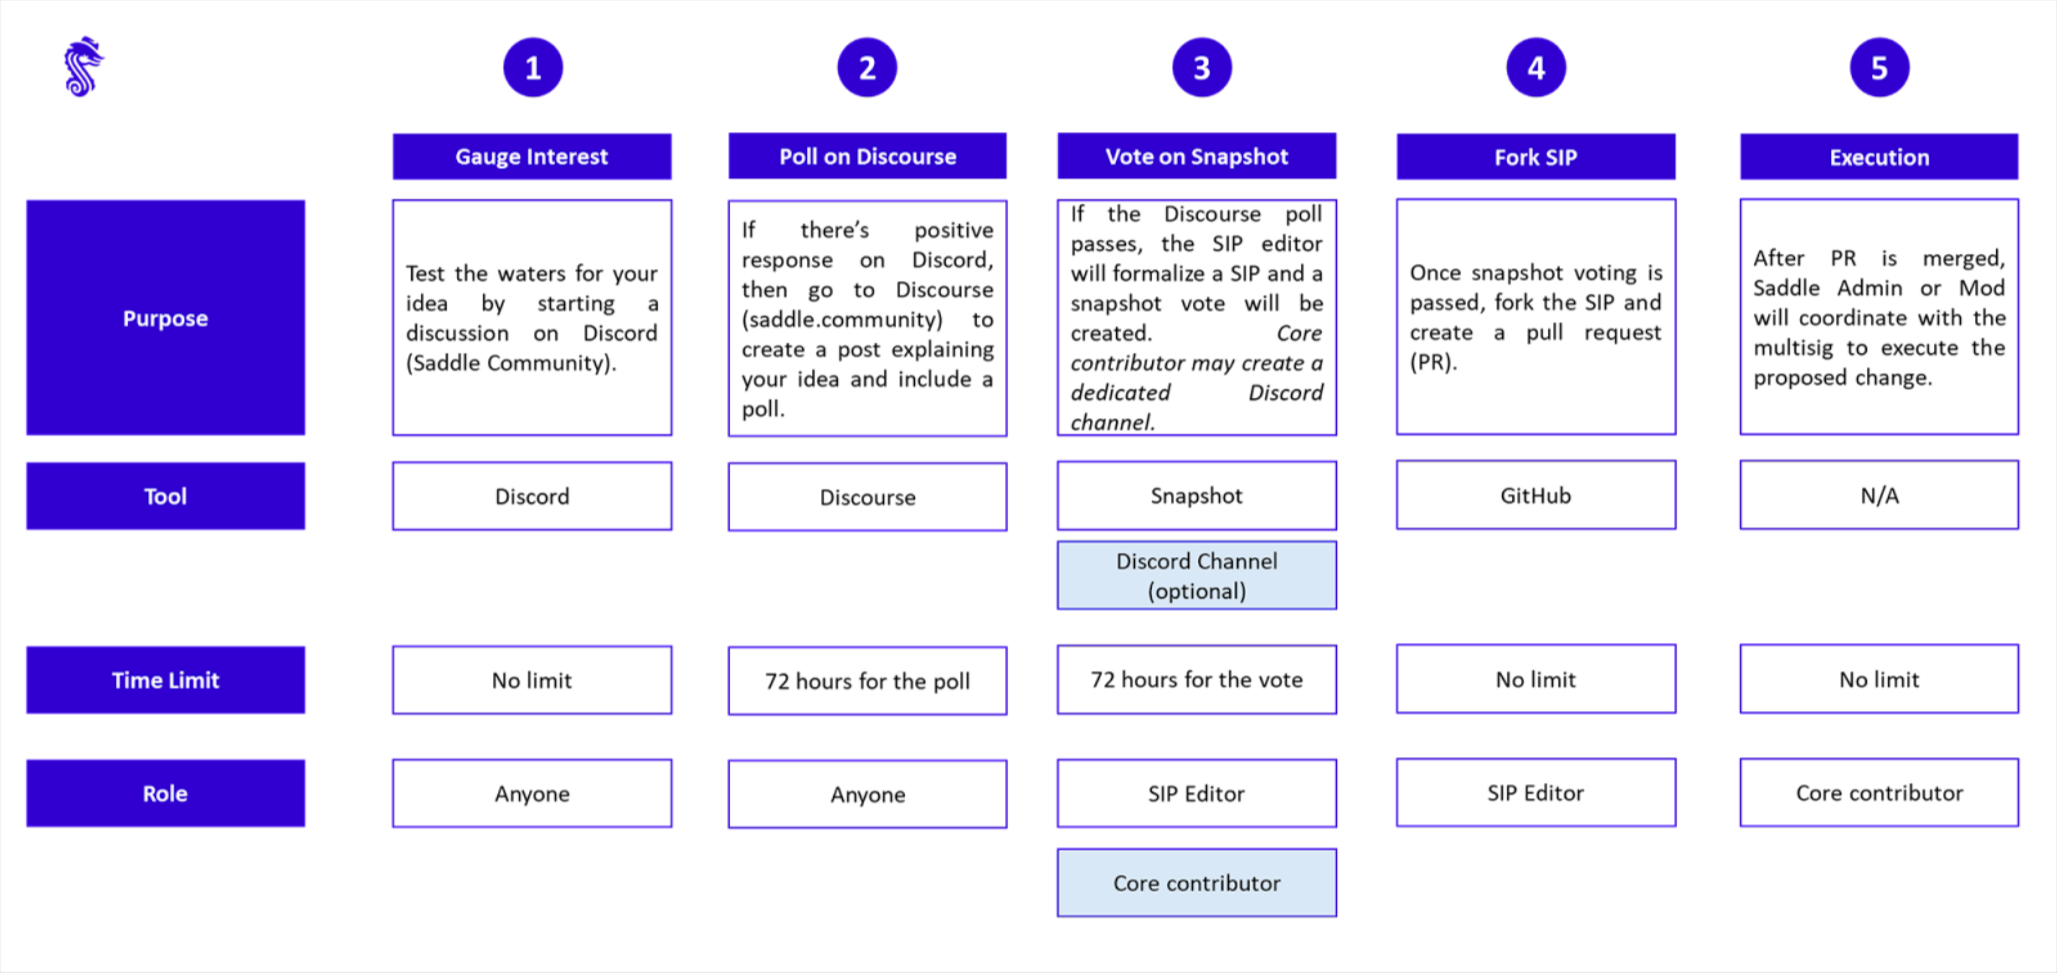 1
2
3
4
5
Gauge Interest
Poll on Discourse
Vote on Snapshot
Fork SIP
Execution
Purpose
Test the waters for your
idea by starting a
discussion on Discord
(Saddle Community).
If there’s positive
response on Discord,
then go to Discourse
(saddle.community) to
create a post explaining
your idea and include a
poll.
If the Discourse poll
passes, the SIP editor
will formalize a SIP and a
snapshot vote will be
created. Core
contributor may create a
dedicated Discord
channel.
Once snapshot voting is
passed, fork the SIP and
create a pull request
(PR).
After PR is merged,
Saddle Admin or Mod
will coordinate with the
multisig to execute the
proposed change.
Tool
Discord
Discourse
Snapshot
GitHub
N/A
Discord Channel
(optional)
Time Limit
No limit
72 hours for the poll
72 hours for the vote
No limit
No limit
Role
Anyone
Anyone
SIP Editor
SIP Editor
Core contributor
Core contributor